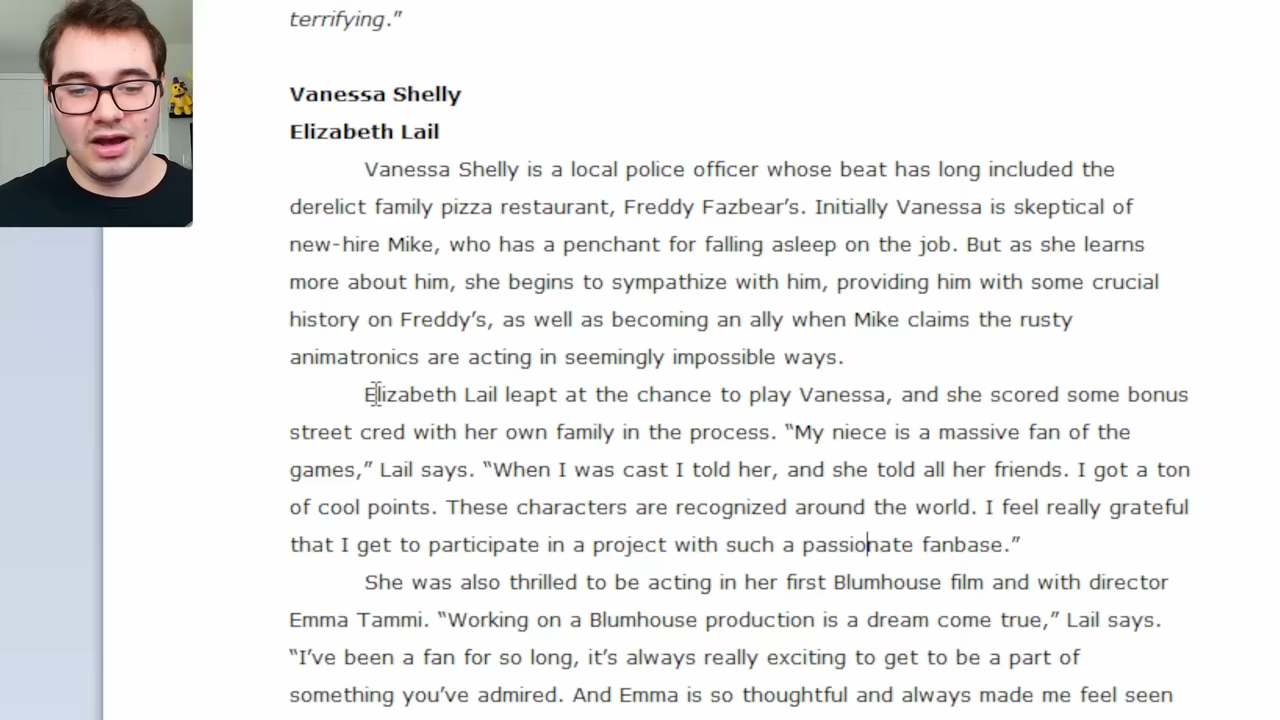 terrifying.”
Vanessa Shelly
Elizabeth Lail
Vanessa Shelly is a local police officer whose beat has long included the
derelict family pizza restaurant, Freddy Fazbear’s. Initially Vanessa is skeptical of
new-hire Mike, who has a penchant for falling asleep on the job. But as she learns
more about him, she begins to sympathize with him, providing him with some crucial
history on Freddy’s, as well as becoming an ally when Mike claims the rusty
animatronics are acting in seemingly impossible ways.
Elizabeth Lail leapt at the chance to play Vanessa, and she scored some bonus
street cred with her own family in the process. “My niece is a massive fan of the
games,” Lail says. “When I was cast I told her, and she told all her friends. I got a ton
of cool points. These characters are recognized around the world. I feel really grateful
that I get to participate in a project with such a passionate fanbase.”
She was also thrilled to be acting in her first Blumhouse film and with director
Emma Tammi. “Working on a Blumhouse production is a dream come true,” Lail says.
“I’ve been a fan for so long, it’s always really exciting to get to be a part of
something you’ve admired. And Emma is so thoughtful and always made me feel seen